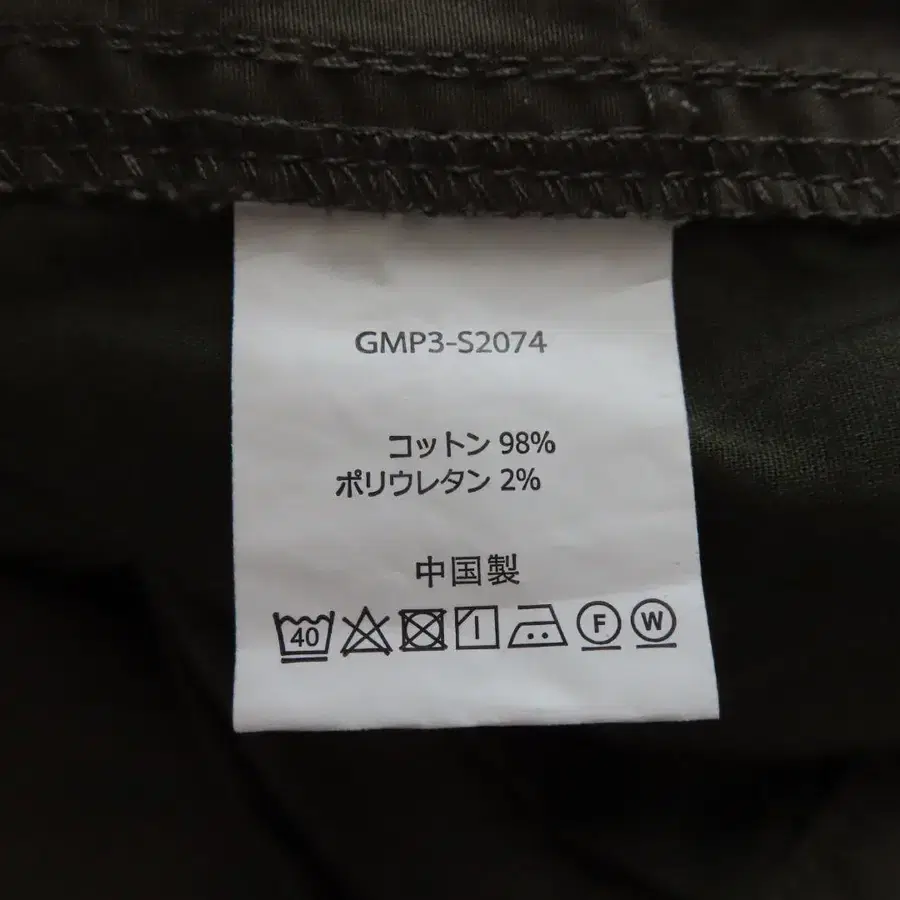 GMP3-S2074
コットン 98%
ポリウレタン 2%
中国製
40 F W